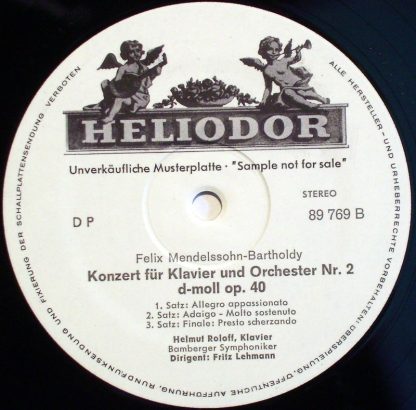 HELIODOR
Unverkäufliche Musterplatte · "Sample not for sale"
STEREO
D P
89 769 B
Felix Mendelssohn-Bartholdy
Konzert für Klavier und Orchester Nr. 2
d-moll op. 40
1. Satz: Allegro appassionato
2. Satz: Adaigo - Molto sostenuto
3. Satz: Finale: Presto scherzando
Helmut Roloff, Klavier
Bamberger Symphoniker
Dirigent: Fritz Lehmann
ALLE HERSTELLER- UND URHEBERRECHTE VORBEHALTEN: ÜBERSPIELUNG, ÖFFENTLICHE AUFFÜHRUNG, RUNDFUNKSENDUNG UND FIXIERUNG DER SCHALLPLATTENSENDUNG VERBOTEN